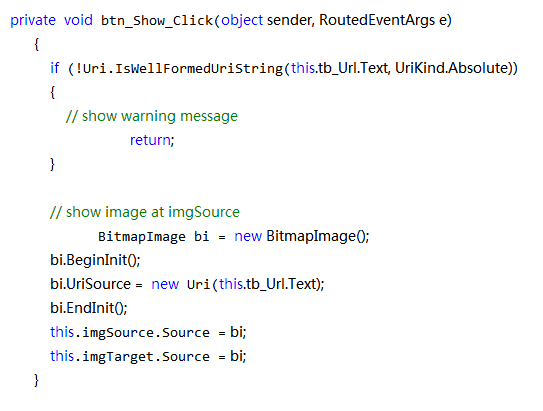 private void btn_Show_Click(object sender, RoutedEventArgs e)
{
if (!Uri.IsWellFormedUriString(this.tb_Url.Text, UriKind.Absolute))
{
// show warning message
return;
}
// show image at imgSource
BitmapImage bi = new BitmapImage();
bi.BeginInit();
bi.UriSource = new Uri(this.tb_Url.Text);
bi.EndInit();
this.imgSource.Source = bi;
this.imgTarget.Source = bi;
}